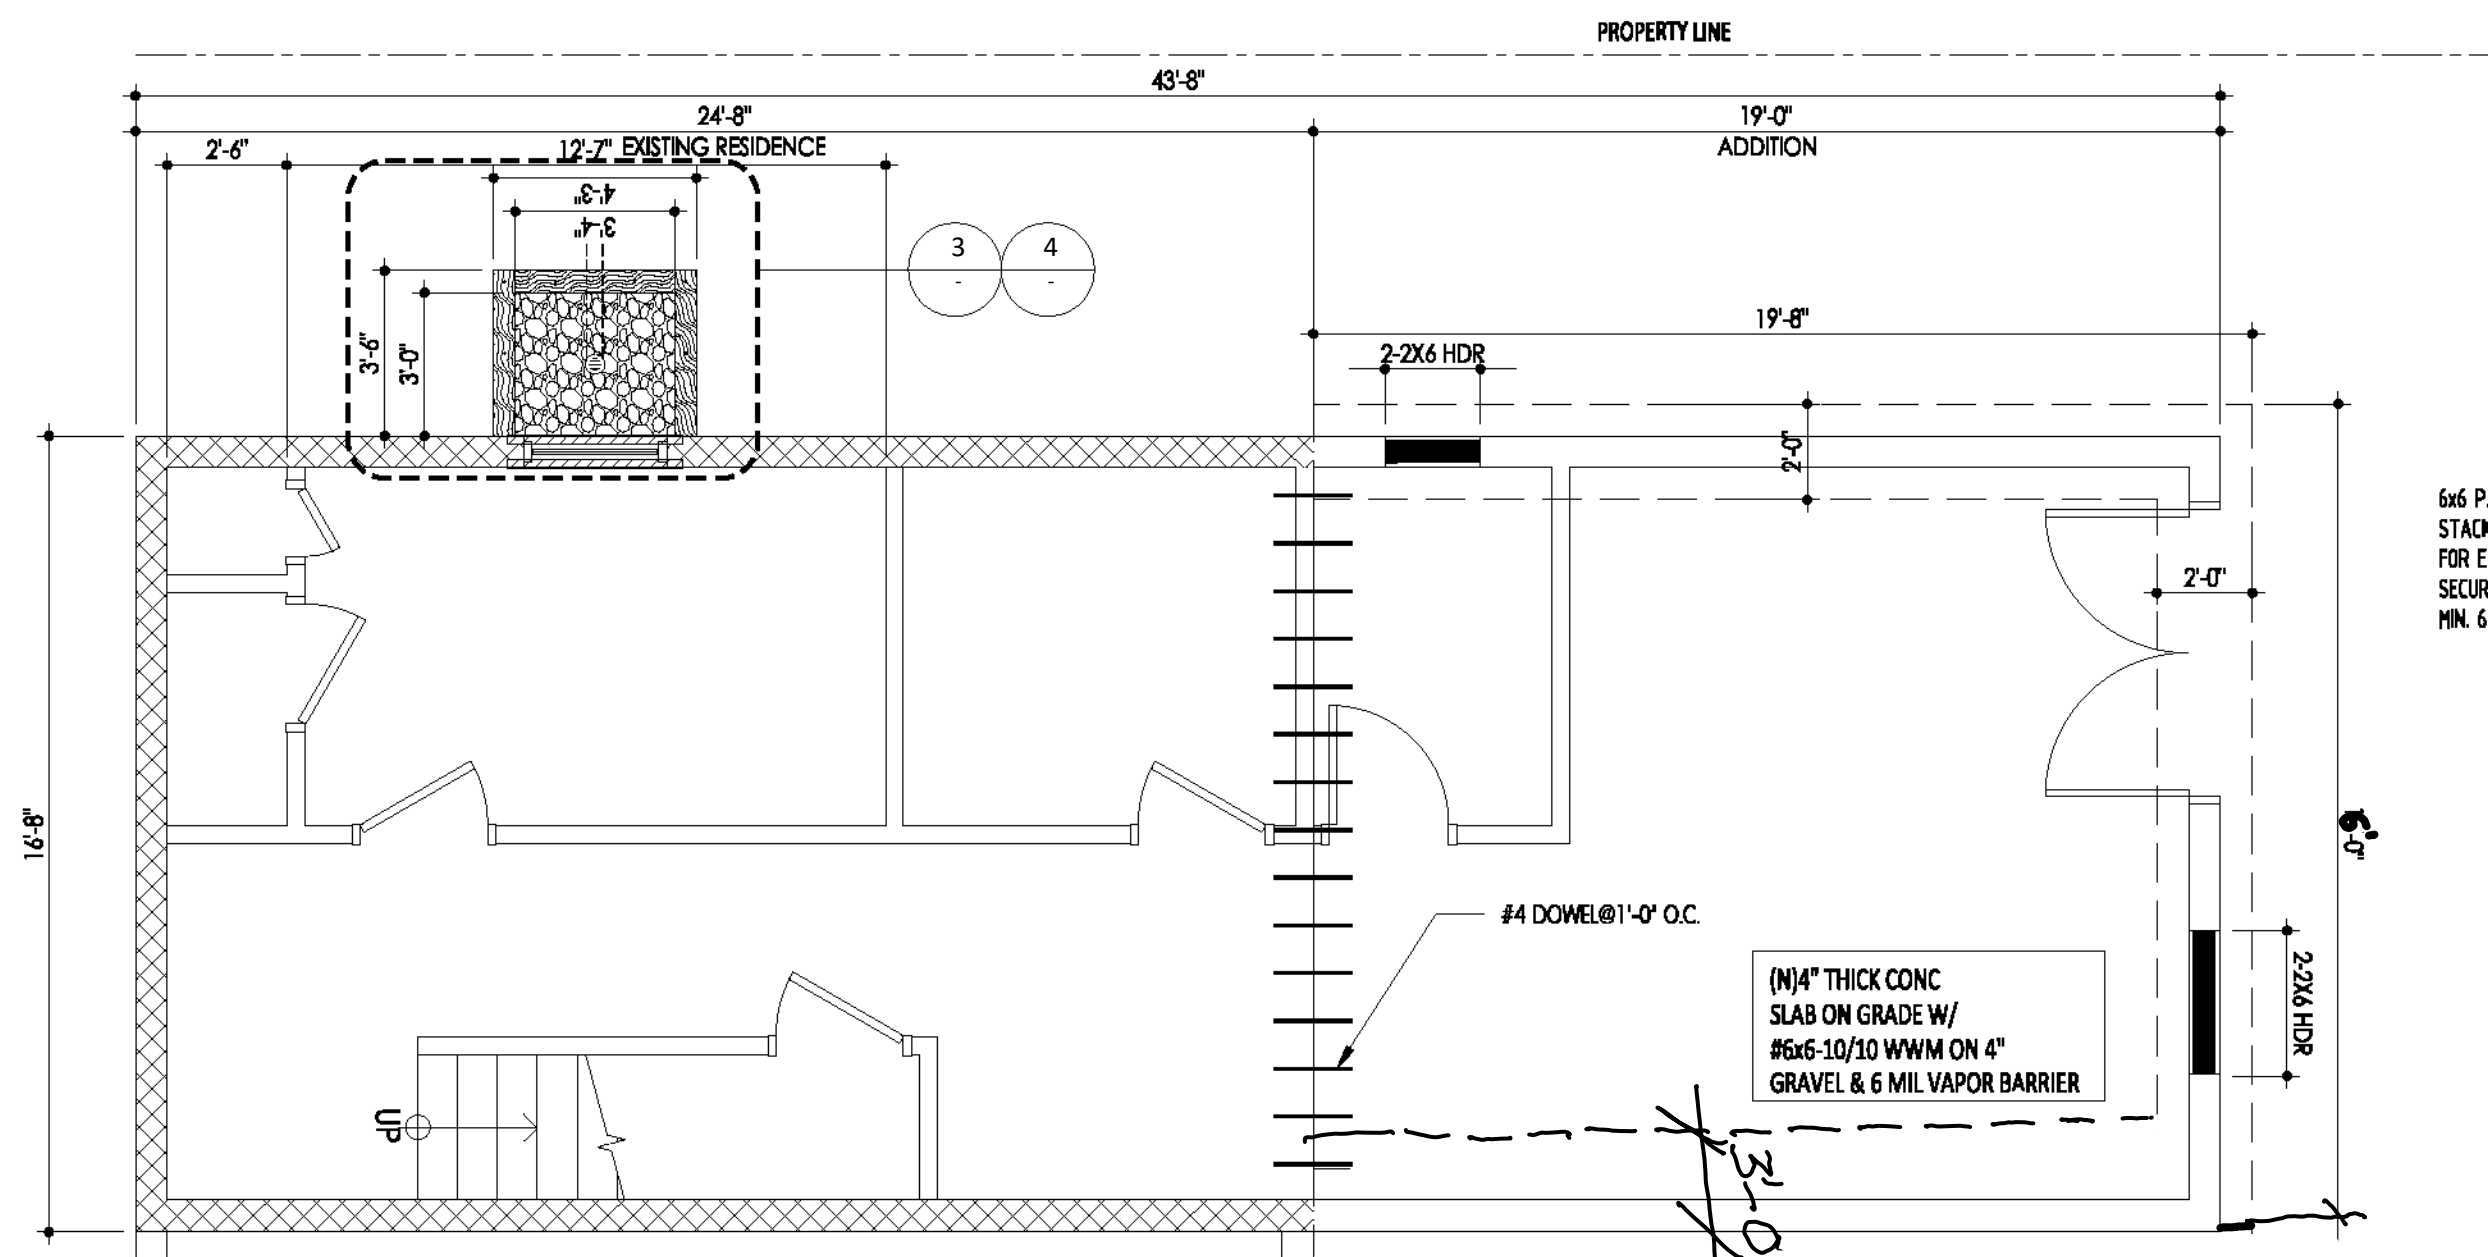 PROPERTY LINE
43'-8"
24'-8"
19'-0"
2'-6"
12'-7" EXISTING RESIDENCE
ADDITION
4'-3"
3'-4"
3
4
-
-
3'-6"
3'-0"
19'-8"
2-2X6 HDR
2'-0"
6x6 P.
FOR E
SECUR
MIN. 6
2'-0"
16'-8"
16'-0"
#4 DOWEL@1'-0" O.C.
(N)4" THICK CONC
SLAB ON GRADE W/
#6x6-10/10 WWM ON 4"
GRAVEL & 6 MIL VAPOR BARRIER
2-2X6 HDR
UP
3'-0